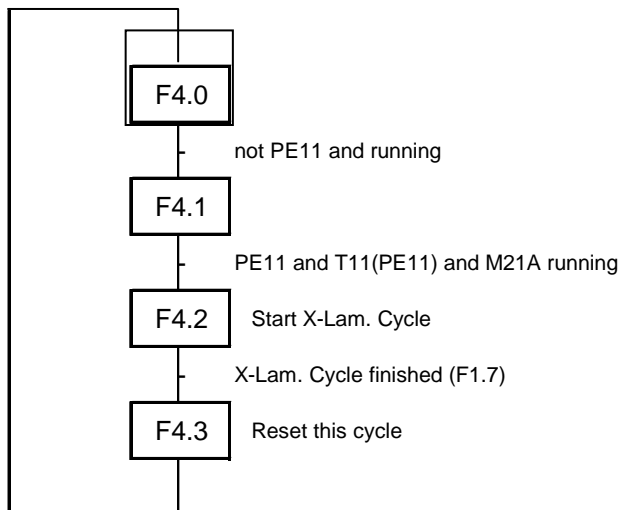 F4.0
not PE11 and running
F4.1
PE11 and T11(PE11) and M21A running
F4.2 Start X-Lam. Cycle
X-Lam. Cycle finished (F1.7)
F4.3 Reset this cycle